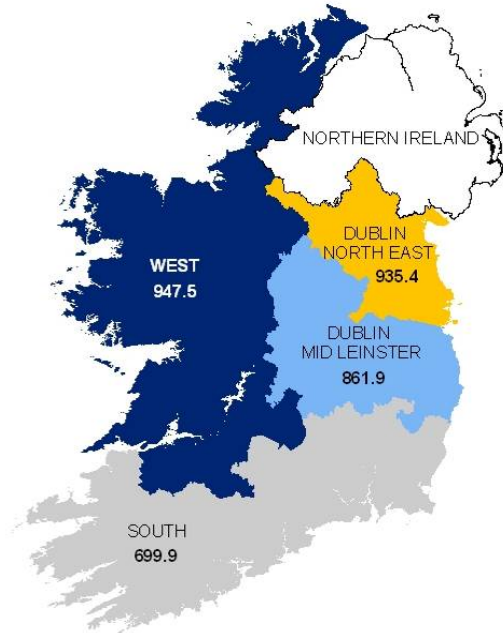 NORTHERN IRELAND
DUBLIN
NORTH EAST
935.4
WEST
947.5
DUBLIN
MID LEINSTER
861.9
SOUTH
699.9